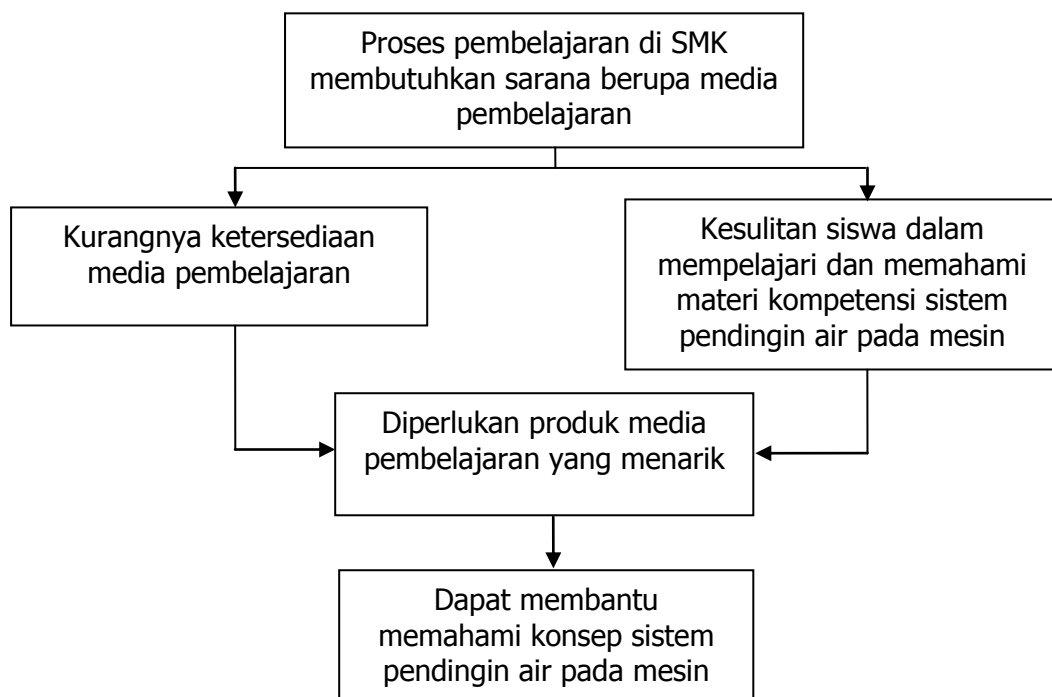 Proses pembelajaran di SMK
membutuhkan sarana berupa media
pembelajaran
Kurangnya ketersediaan
media pembelajaran
Kesulitan siswa dalam
mempelajari dan memahami
materi kompetensi sistem
pendingin air pada mesin
Diperlukan produk media
pembelajaran yang menarik
Dapat membantu
memahami konsep sistem
pendingin air pada mesin